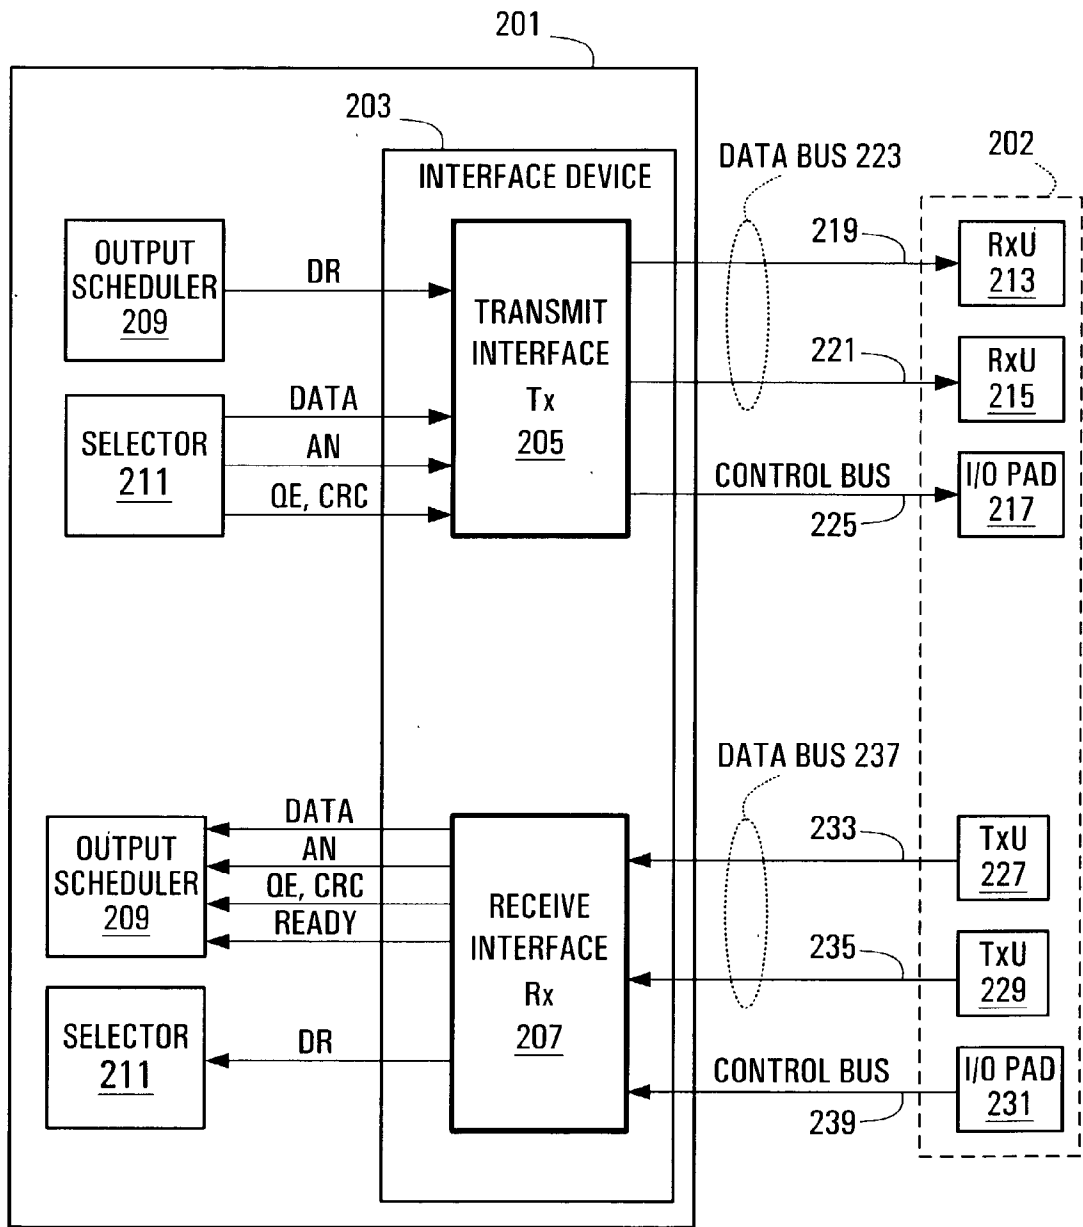 201
203
INTERFACE DEVICE
DATA BUS 223
202
OUTPUT
SCHEDULER
209
DR
TRANSMIT
INTERFACE
Tx
205
219
RxU
213
221
RxU
215
SELECTOR
211
DATA
AN
QE, CRC
CONTROL BUS
225
I/O PAD
217
DATA BUS 237
OUTPUT
SCHEDULER
209
DATA
AN
QE, CRC
READY
RECEIVE
INTERFACE
Rx
207
233
TxU
227
235
TxU
229
SELECTOR
211
DR
CONTROL BUS
239
I/O PAD
231